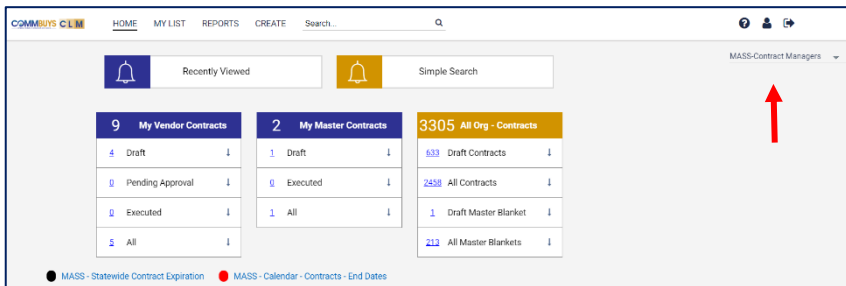 COMMBUYS CLM HOME MY LIST REPORTS CREATE Search...
MASS-Contract Managers
Recently Viewed Simple Search
9 My Vendor Contracts 2 My Master Contracts 3305 All Org - Contracts
4 Draft 1 Draft 633 Draft Contracts
0 Pending Approval 0 Executed 2458 All Contracts
0 Executed 1 All 1 Draft Master Blanket
5 All 213 All Master Blankets
MASS - Statewide Contract Expiration MASS - Calendar - Contracts - End Dates